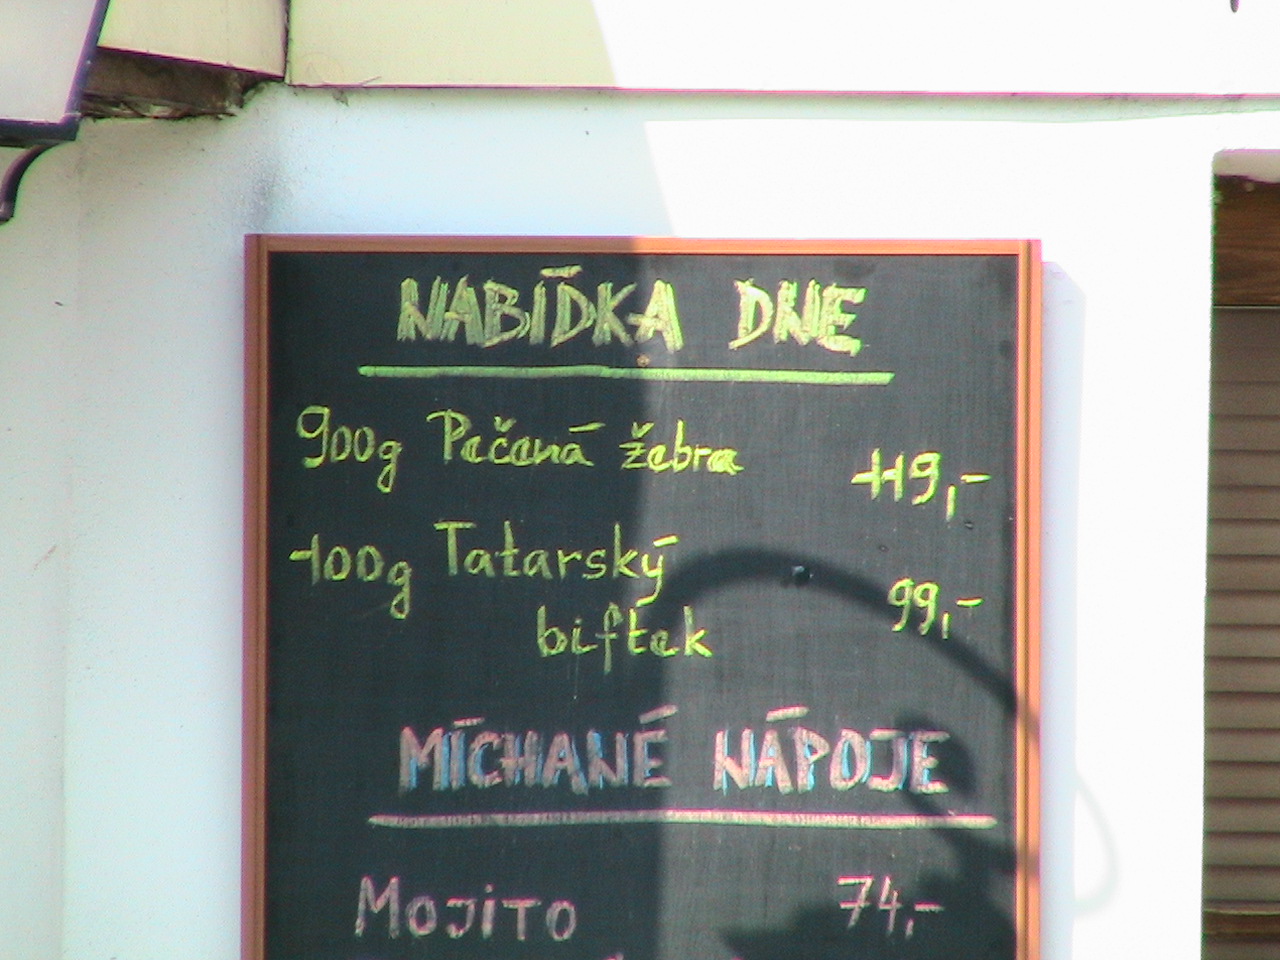 NABÍDKA DNE
900g Pečená žebra 119,-
100g Tatarský
biftek 99,-
MÍCHANÉ NÁPOJE
MOJITO 74,-